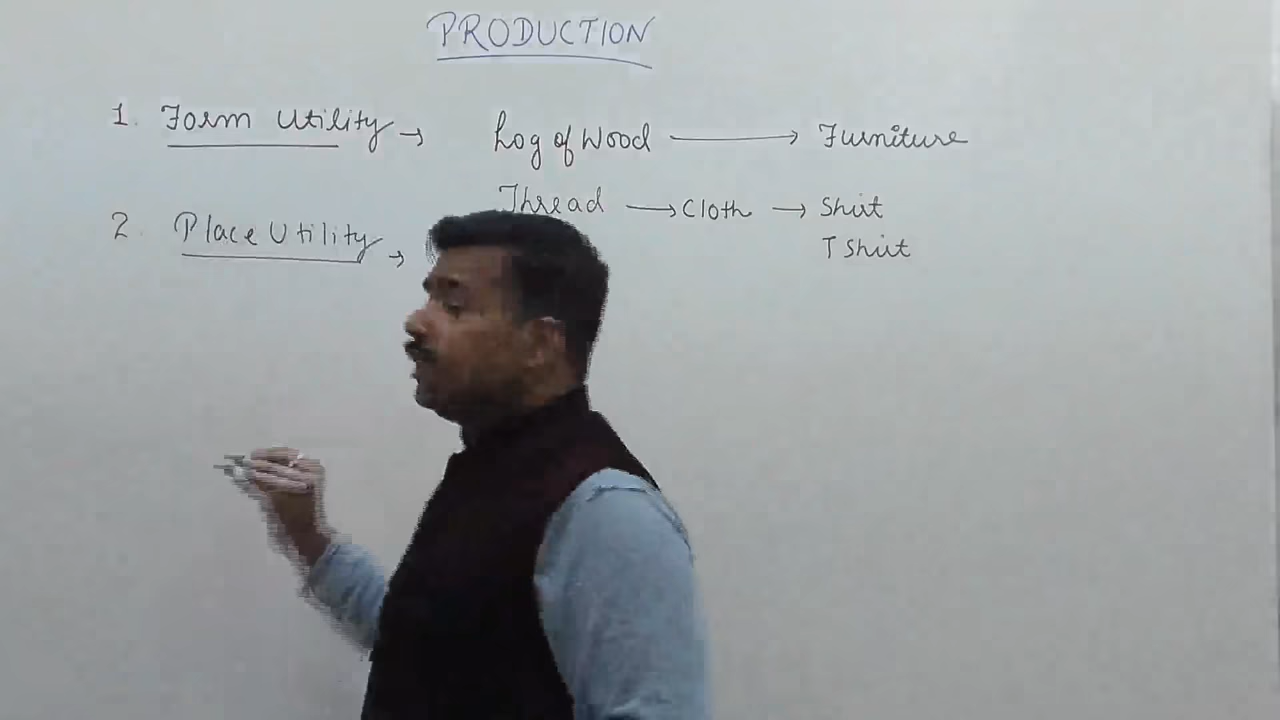 PRODUCTION
1. Form Utility → Log of Wood → Furniture
Thread → Cloth → Shirt
2. Place Utility →
T Shirt